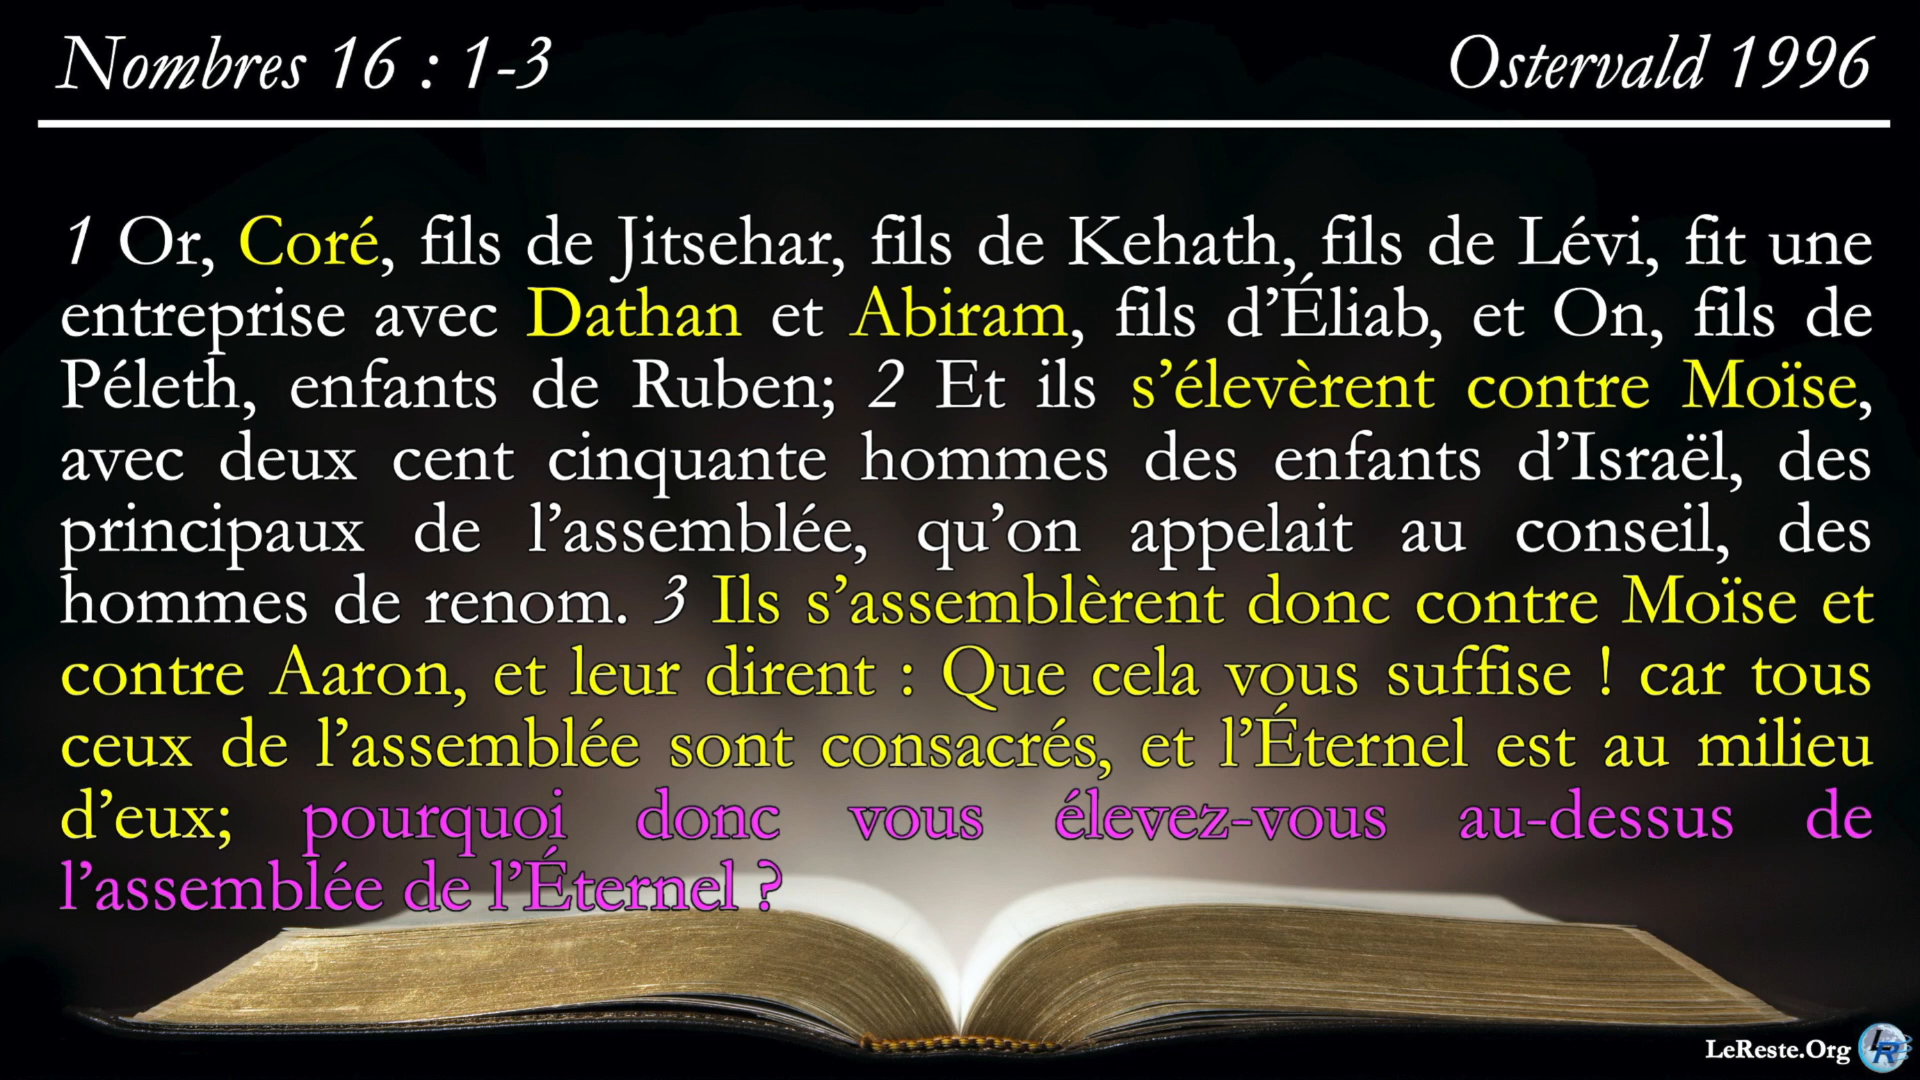 Nombres 16 : 1-3
Ostervald 1996
1 Or, Coré, fils de Jitsehar, fils de Kehath, fils de Lévi, fit une
entreprise avec Dathan et Abiram, fils d’Éliab, et On, fils de
Péleth, enfants de Ruben; 2 Et ils s’élevèrent contre Moïse,
avec deux cent cinquante hommes des enfants d’Israël, des
principaux de l’assemblée, qu’on appelait au conseil, des
hommes de renom. 3 Ils s’assemblèrent donc contre Moïse et
contre Aaron, et leur dirent : Que cela vous suffise ! car tous
ceux de l’assemblée sont consacrés, et l’Éternel est au milieu
d’eux; pourquoi donc vous élevez-vous au-dessus de
l’assemblée de l’Éternel ?
LeReste.Org
LR